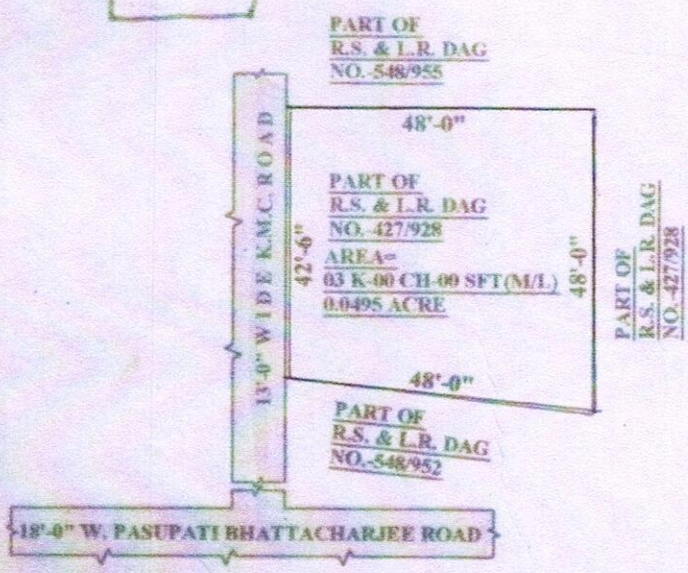 PART OF
R.S. & L.R. DAG
NO.-548/955
48'-0"
13'-0" WIDE K.M.C. ROAD
42'-6"
PART OF
R.S. & L.R. DAG
NO.-427/928
AREA=
03 K-00 CH-00 SFT(M/L)
0.0495 ACRE
48'-0"
PART OF
R.S. & L.R. DAG
NO.-427/928
48'-0"
PART OF
R.S. & L.R. DAG
NO.-548/952
18'-0" W. PASUPATI BHATTACHARJEE ROAD